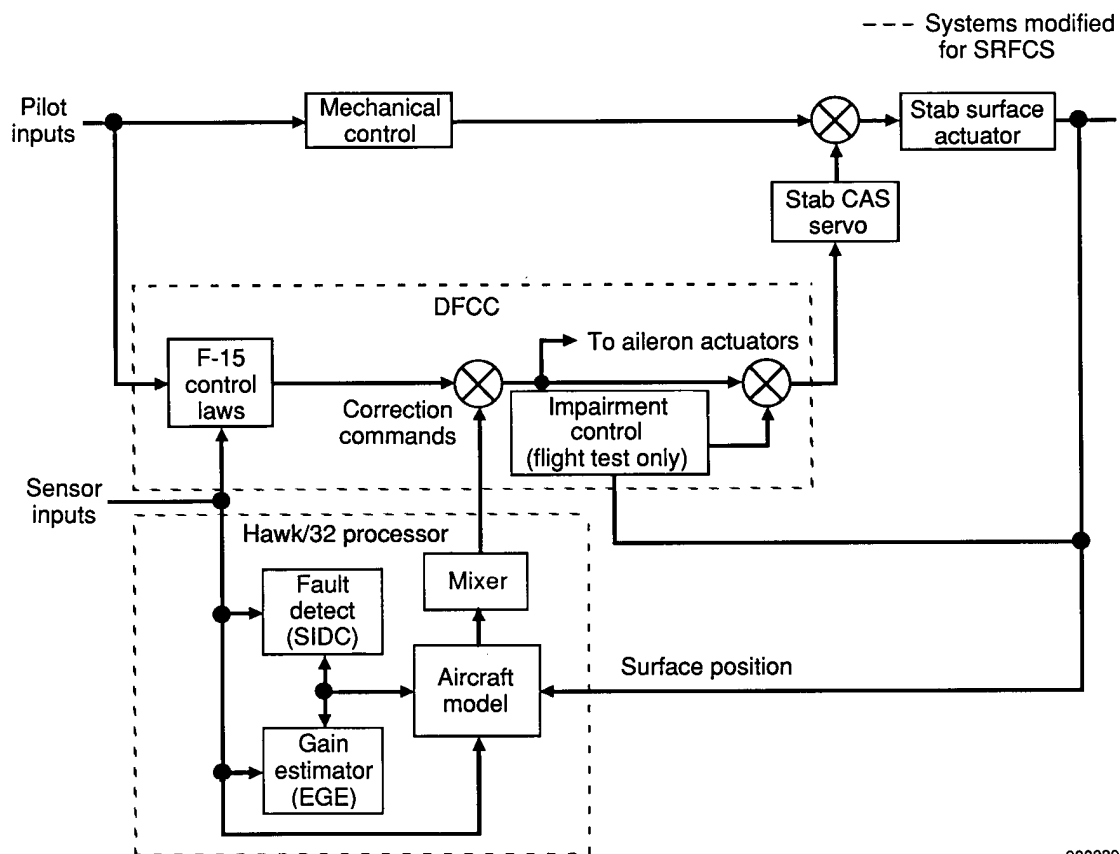 --- Systems modified
for SRFCS
Pilot
inputs
Mechanical
control
Stab surface
actuator
Stab CAS
servo
DFCC
To aileron actuators
F-15
control
laws
Correction
commands
Impairment
control
(flight test only)
Sensor
inputs
Hawk/32 processor
Mixer
Fault
detect
(SIDC)
Surface position
Aircraft
model
Gain
estimator
(EGE)